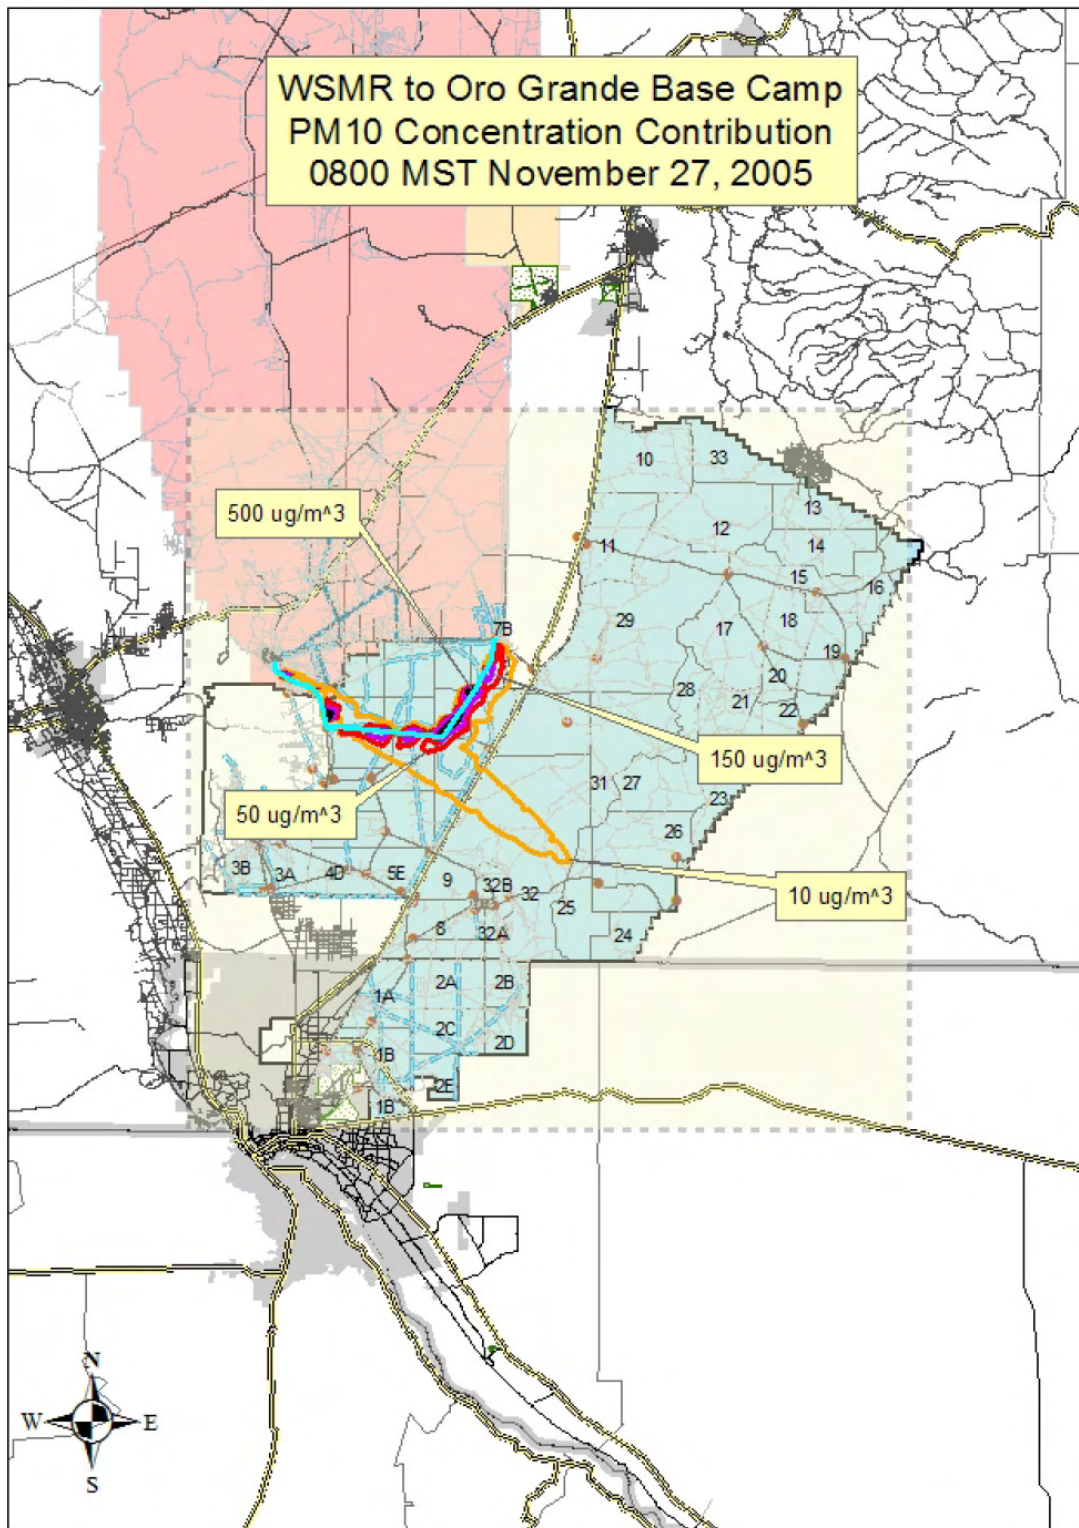 WSMR to Oro Grande Base Camp
PM10 Concentration Contribution
0800 MST November 27, 2005
10
33
500 ug/m^3
13
12
14
11
15
16
7B
29
17
18
19
20
28
21
22
150 ug/m^3
31
27
23
50 ug/m^3
26
3B
3A
4D
5E
9
32B
32
10 ug/m^3
25
8
32A
24
2A
2B
1A
2C
2D
1B
2E
1B
N
W
E
S